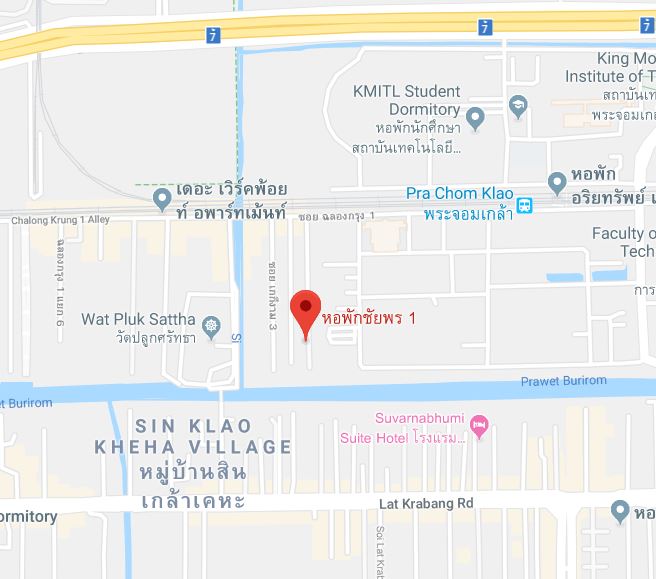 7
7
7
King Mo
Institute of T
สถาบันเท
พระจอมเก
KMITL Student
Dormitory
หอพักนักศึกษา
สถาบันเทคโนโลยี...
หอพัก
อริยทรัพย์ เ
เดอะ เวิร์คพ้อย
ท์ อพาร์ทเม้นท์
Pra Chom Klao
พระจอมเกล้า
Chalong Krung 1 Alley
ซอย ฉลองกรุง 1
Faculty o
Tech
การ
ฉลองกรุง 1 แยก 6
ซอย เกกีงาม 3
หอพักชัยพร 1
Wat Pluk Sattha
วัดปลูกศรัทธา
Si
Prawet Burirom
et Burirom
SIN KLAO
KHEHA VILLAGE
หมู่บ้านสิน
เกล้าเคหะ
Suvarnabhumi
Suite Hotel โรงแรม...
Lat Krabang Rd
ormitory
หอ
Soi Lat Krab